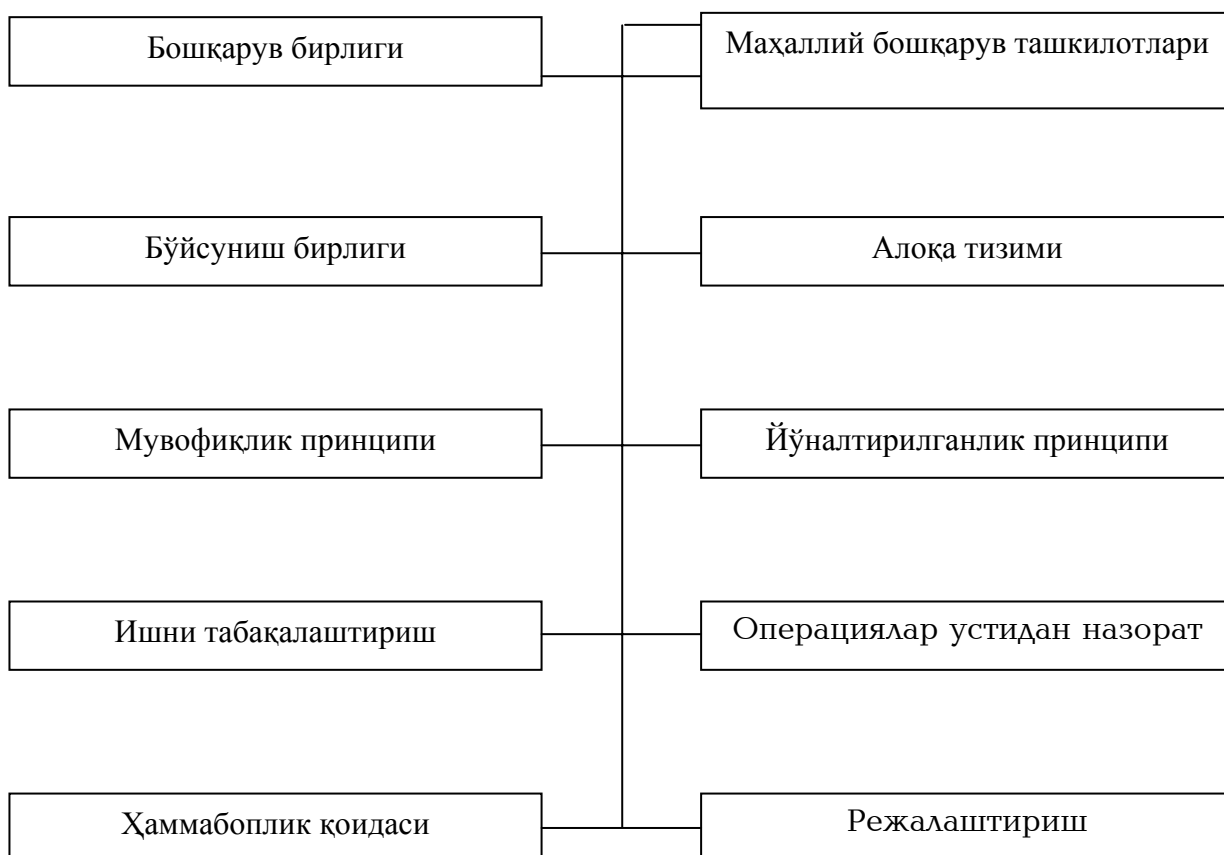 Бошқарув бирлиги
Маҳаллий бошқарув ташкилотлари
Бўйсуниш бирлиги
Алоқа тизими
Мувофиқлик принципи
Йўналтирилганлик принципи
Ишни табақалаштириш
Операциялар устидан назорат
Ҳаммабоплик қоидаси
Режалаштириш